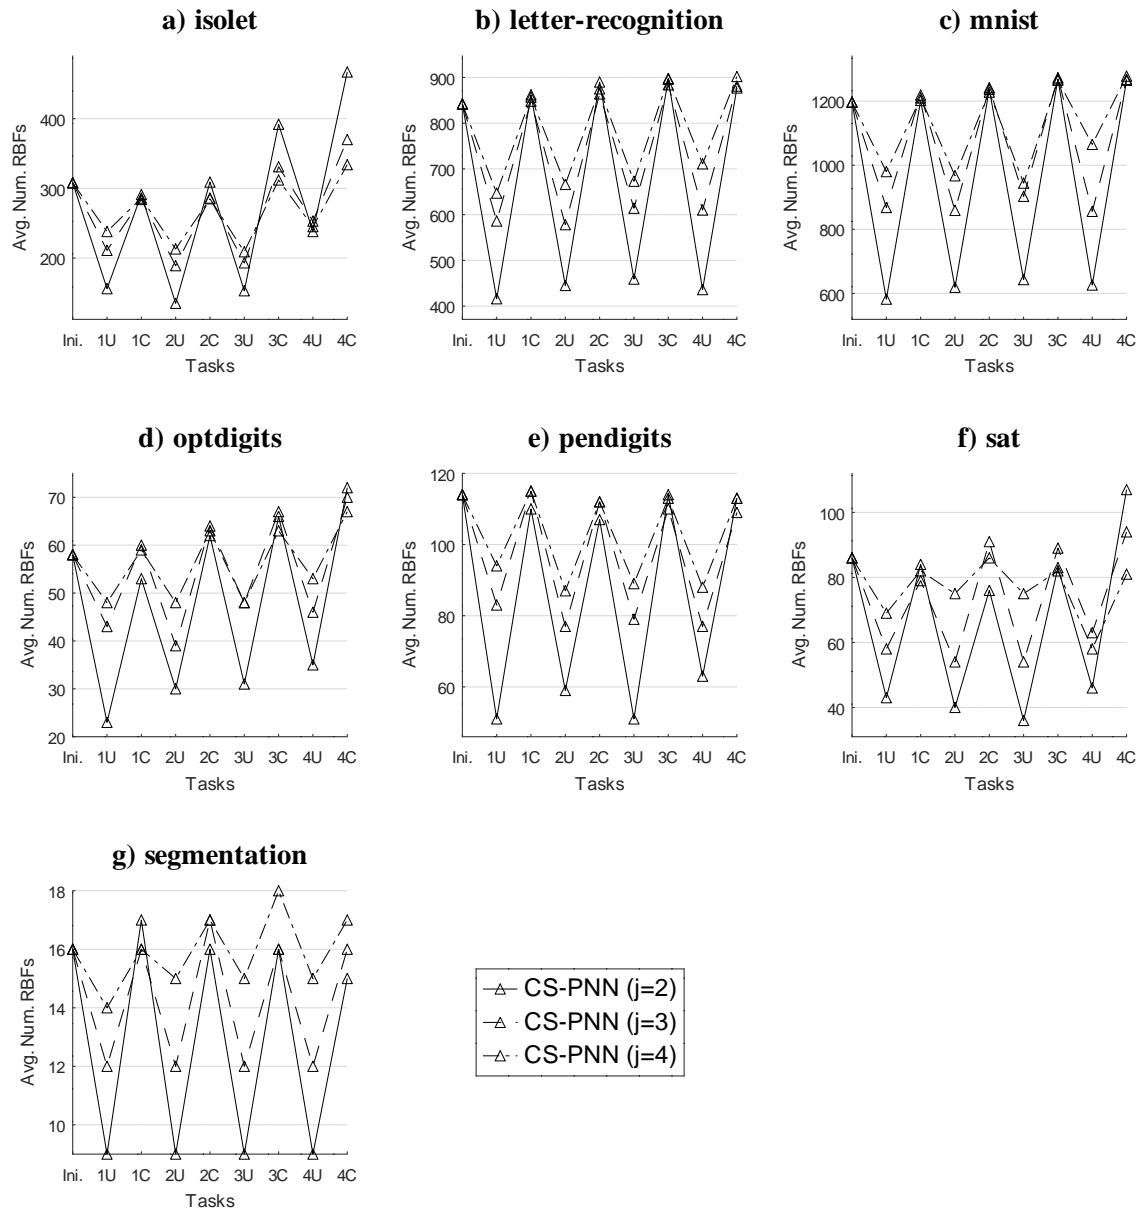 a) isolet
b) letter-recognition
c) mnist
Avg. Num. RBFs
400
300
200
Ini. 1U 1C 2U 2C 3U 3C 4U 4C
Tasks
Avg. Num. RBFs
900
800
700
600
500
400
Ini. 1U 1C 2U 2C 3U 3C 4U 4C
Tasks
Avg. Num. RBFs
1200
1000
800
600
Ini. 1U 1C 2U 2C 3U 3C 4U 4C
Tasks
d) optdigits
e) pendigits
f) sat
Avg. Num. RBFs
70
60
50
40
30
20
Ini. 1U 1C 2U 2C 3U 3C 4U 4C
Tasks
Avg. Num. RBFs
120
100
80
60
Ini. 1U 1C 2U 2C 3U 3C 4U 4C
Tasks
Avg. Num. RBFs
100
80
60
40
Ini. 1U 1C 2U 2C 3U 3C 4U 4C
Tasks
g) segmentation
Avg. Num. RBFs
18
16
14
12
10
Ini. 1U 1C 2U 2C 3U 3C 4U 4C
Tasks
CS-PNN (j=2)
CS-PNN (j=3)
CS-PNN (j=4)